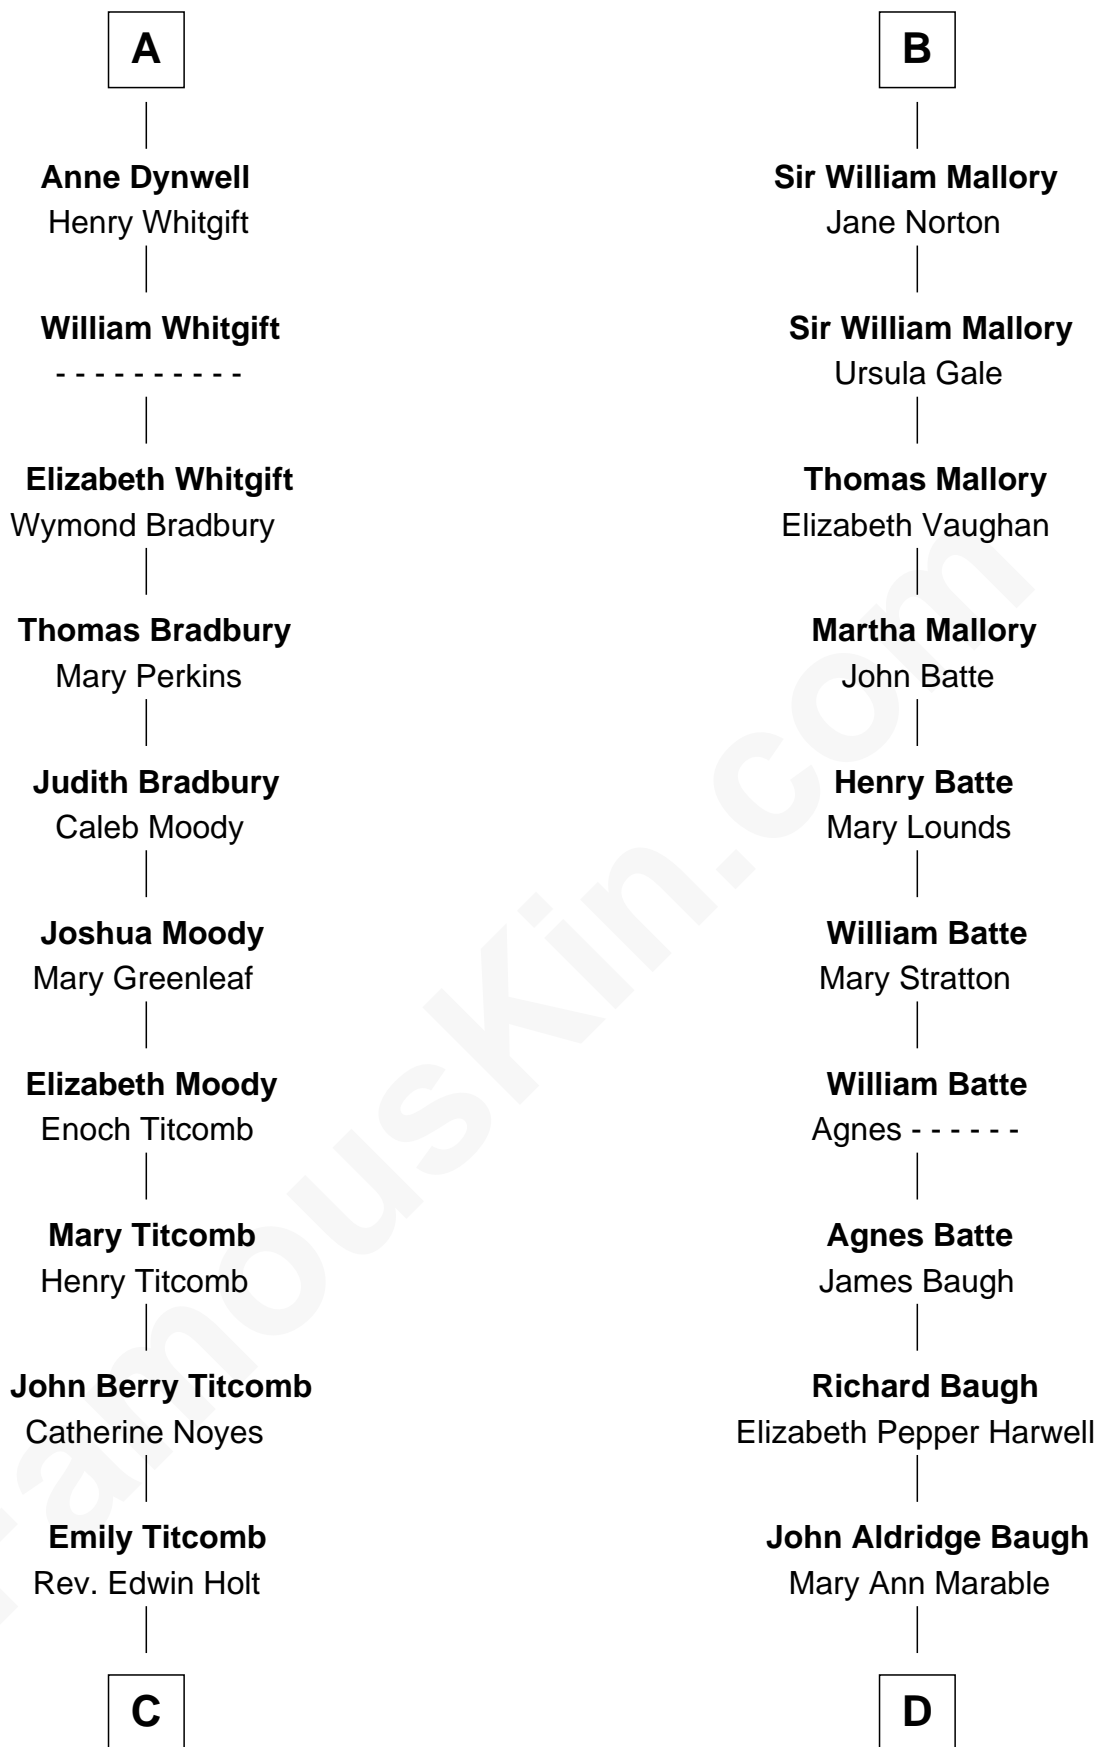 A
Anne Dynwell
Henry Whitgift
William Whitgift
- - - - - - - - - -
Elizabeth Whitgift
Wymond Bradbury
Thomas Bradbury
Mary Perkins
Judith Bradbury
Caleb Moody
Joshua Moody
Mary Greenleaf
Elizabeth Moody
Enoch Titcomb
Mary Titcomb
Henry Titcomb
John Berry Titcomb
Catherine Noyes
Emily Titcomb
Rev. Edwin Holt
C
B
Sir William Mallory
Jane Norton
Sir William Mallory
Ursula Gale
Thomas Mallory
Elizabeth Vaughan
Martha Mallory
John Batte
Henry Batte
Mary Lounds
William Batte
Mary Stratton
William Batte
Agnes - - - - - -
Agnes Batte
James Baugh
Richard Baugh
Elizabeth Pepper Harwell
John Aldridge Baugh
Mary Ann Marable
D
FamousKin.com